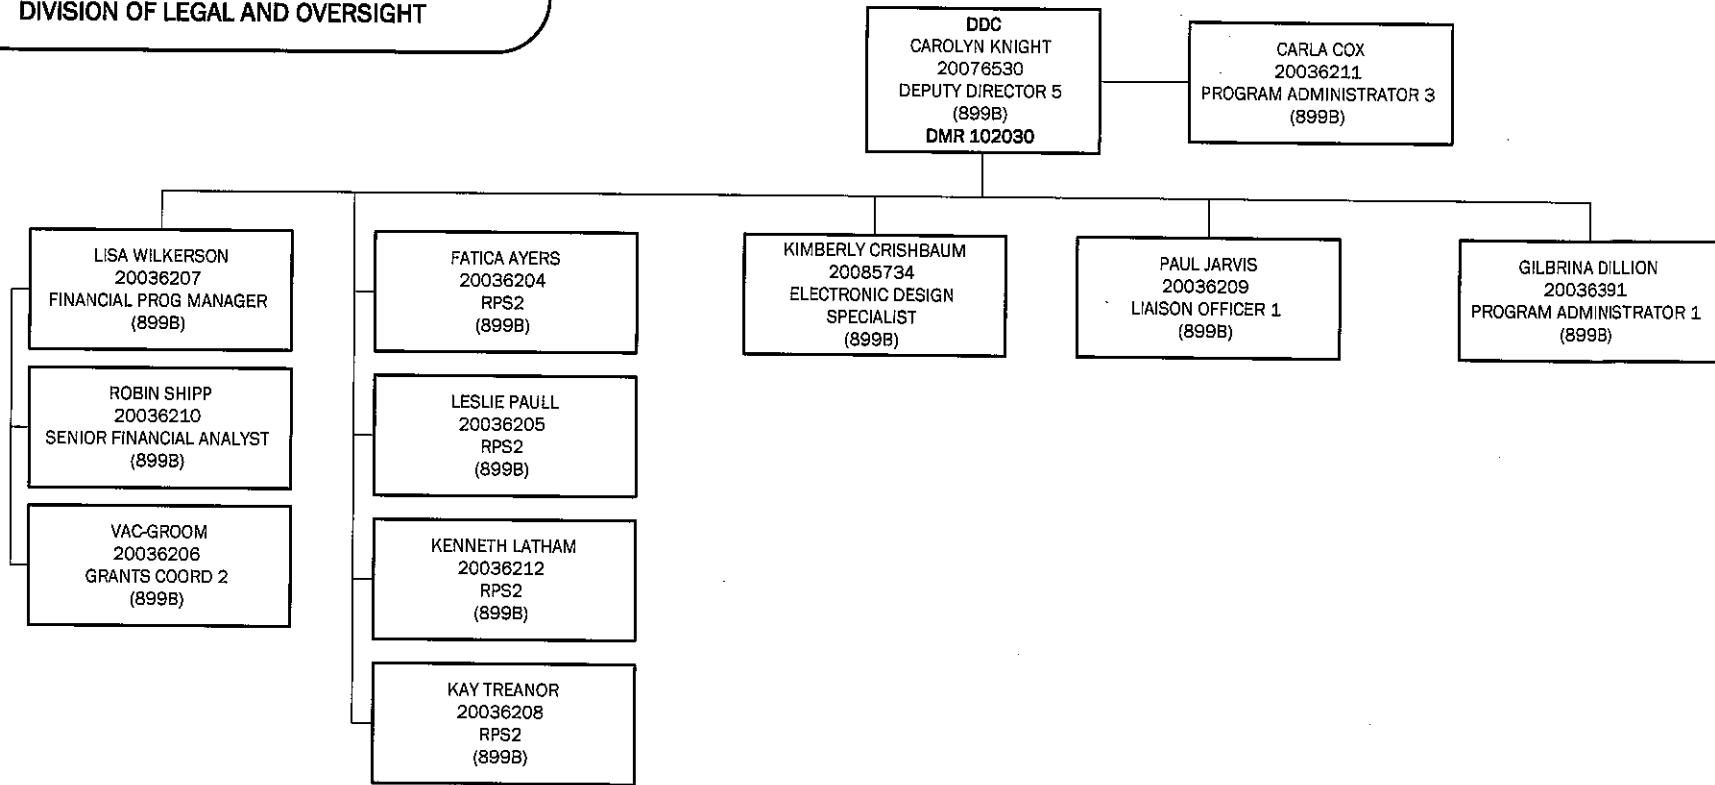 DIVISION OF LEGAL AND OVERSIGHT
DDC
CAROLYN KNIGHT
20076530
DEPUTY DIRECTOR 5
(899B)
DMR 102030
CARLA COX
20036211
PROGRAM ADMINISTRATOR 3
(899B)
LISA WILKERSON
20036207
FINANCIAL PROG MANAGER
(899B)
ROBIN SHIPP
20036210
SENIOR FINANCIAL ANALYST
(899B)
VAC-GROOM
20036206
GRANTS COORD 2
(899B)
FATICA AYERS
20036204
RPS2
(899B)
LESLIE PAULL
20036205
RPS2
(899B)
KENNETH LATHAM
20036212
RPS2
(899B)
KAY TREANOR
20036208
RPS2
(899B)
KIMBERLY CRISHBAUM
20085734
ELECTRONIC DESIGN
SPECIALIST
(899B)
PAUL JARVIS
20036209
LIAISON OFFICER 1
(899B)
GILBRINA DILLION
20036391
PROGRAM ADMINISTRATOR 1
(899B)